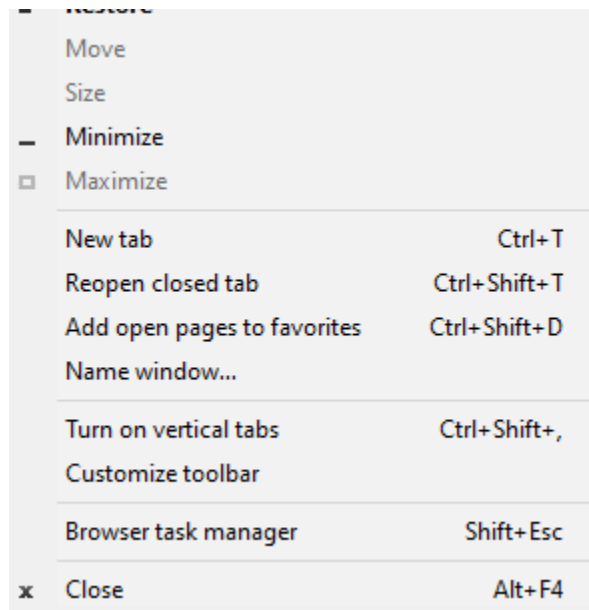 Restore
Move
Size
Minimize
Maximize
New tab Ctrl+T
Reopen closed tab Ctrl+Shift+T
Add open pages to favorites Ctrl+Shift+D
Name window...
Turn on vertical tabs Ctrl+Shift+,
Customize toolbar
Browser task manager Shift+Esc
Close Alt+F4